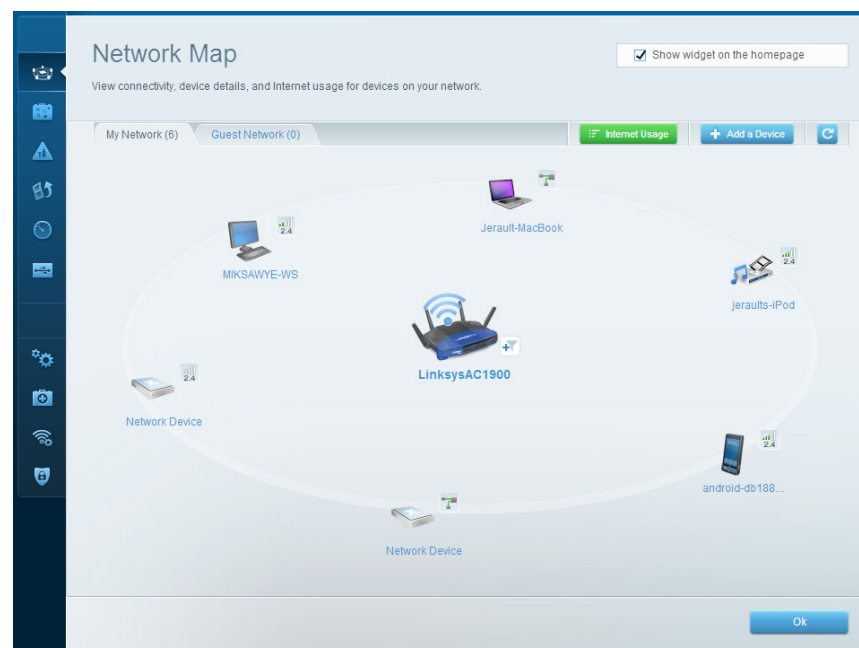 Network Map
Show widget on the homepage
View connectivity, device details, and Internet usage for devices on your network.
My Network (6)
Guest Network (0)
Internet Usage
Add a Device
Jerault-MacBook
2.4
MIKSAWYE-WS
2.4
jeraults-iPod
LinksysAC1900
2.4
Network Device
2.4
android-db188...
Network Device
Ok